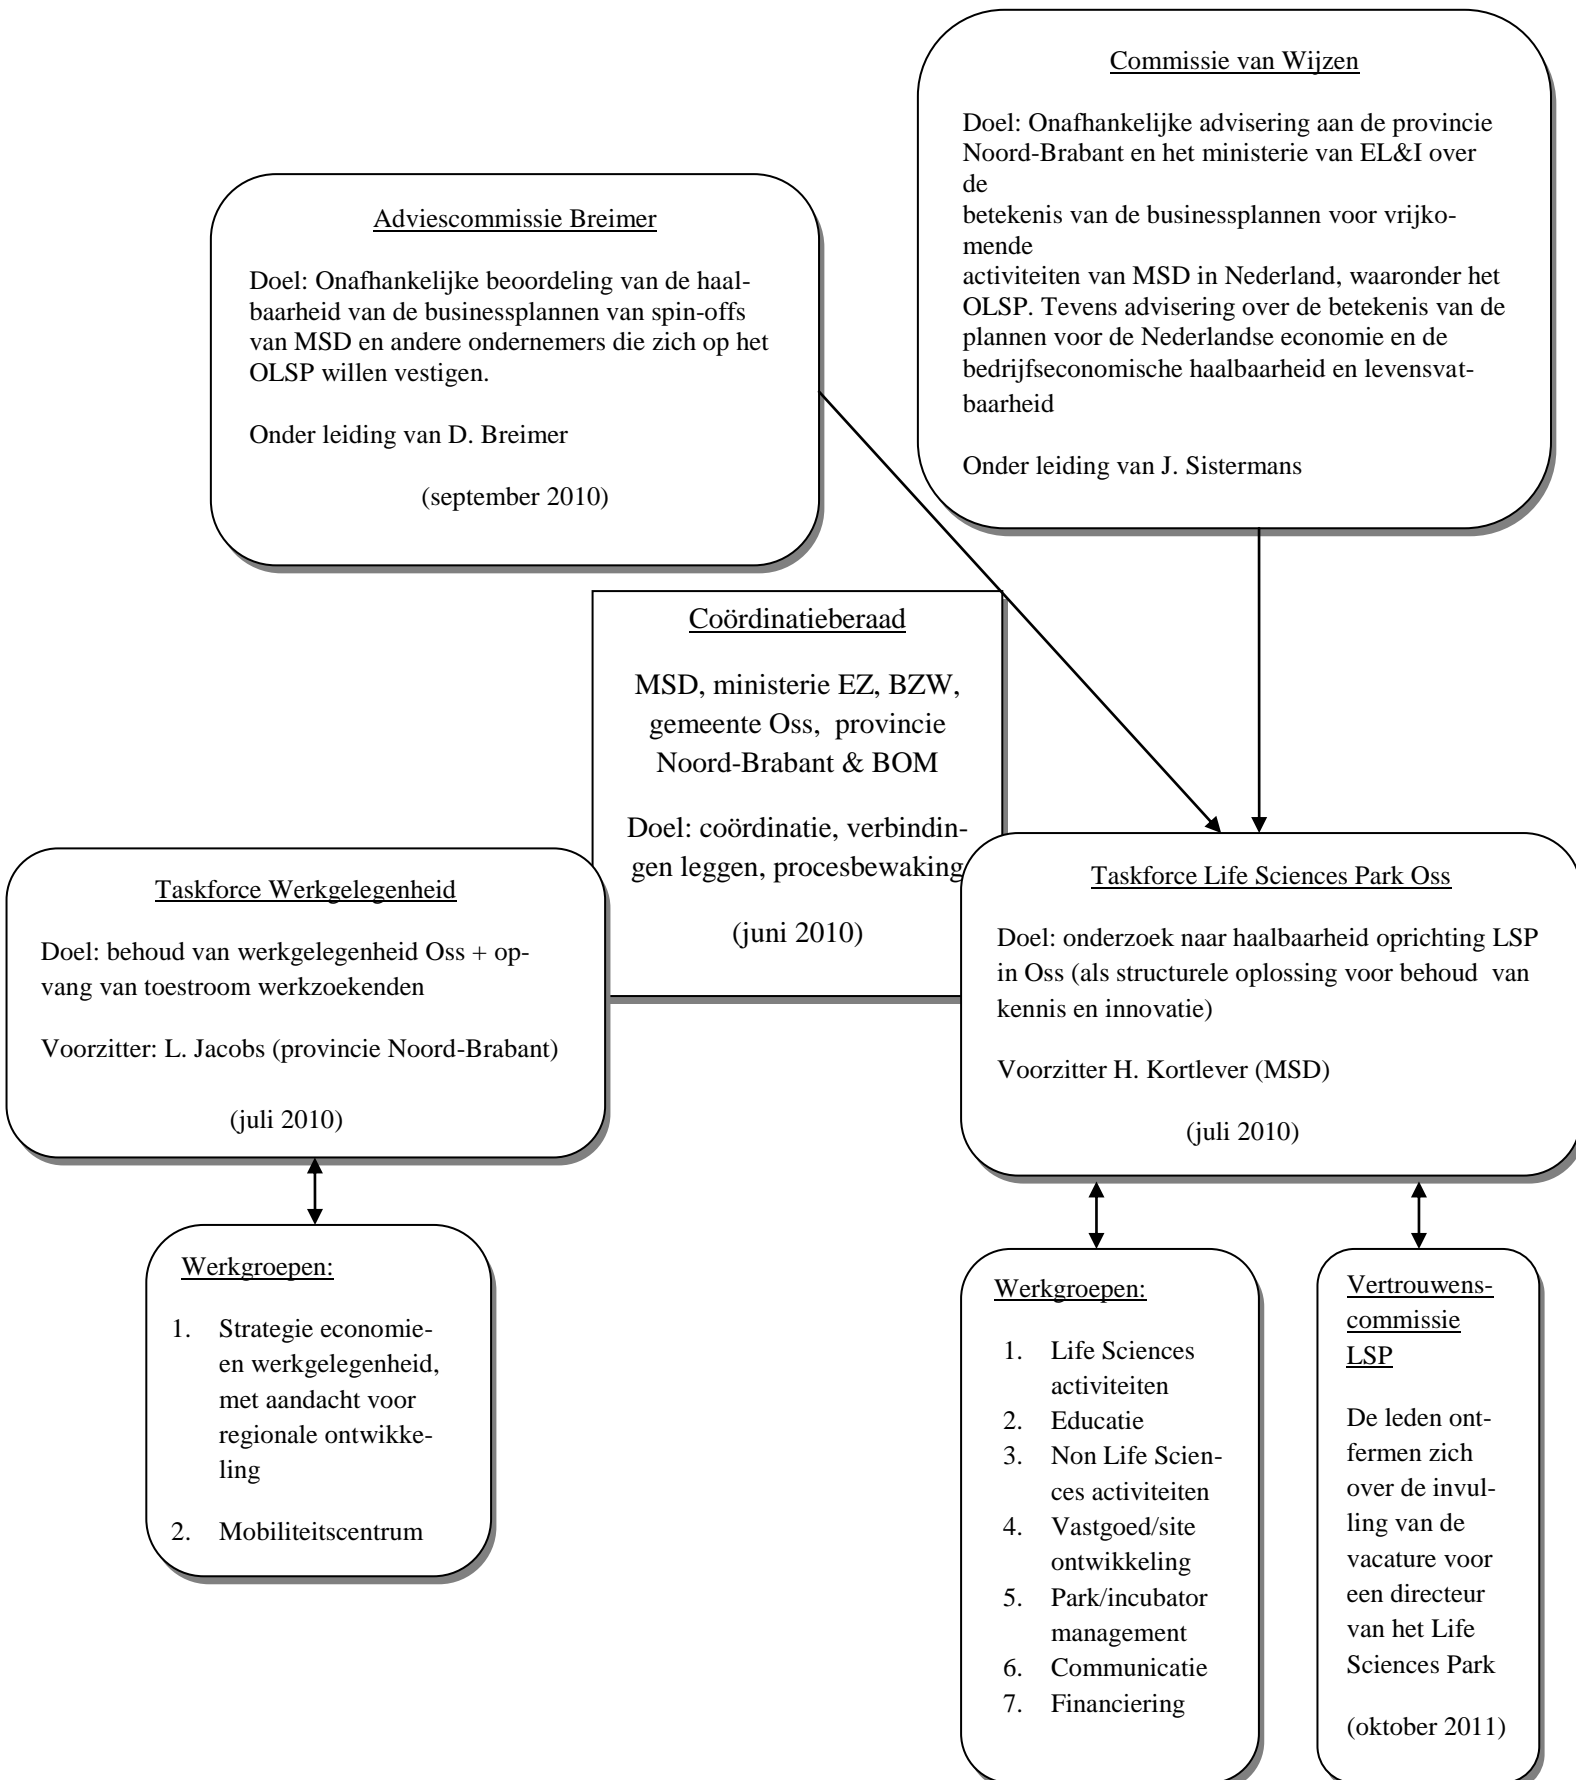 Commissie van Wijzen
Doel: Onafhankelijke advisering aan de provincie
Noord-Brabant en het ministerie van EL&I over
de
betekenis van de businessplannen voor vrijko-
mende
activiteiten van MSD in Nederland, waaronder het
OLSP. Tevens advisering over de betekenis van de
plannen voor de Nederlandse economie en de
bedrijfseconomische haalbaarheid en levensvat-
baarheid
Onder leiding van J. Sistermans
Adviescommissie Breimer
Doel: Onafhankelijke beoordeling van de haal-
baarheid van de businessplannen van spin-offs
van MSD en andere ondernemers die zich op het
OLSP willen vestigen.
Onder leiding van D. Breimer
(september 2010)
Coördinatieberaad
MSD, ministerie EZ, BZW,
gemeente Oss, provincie
Noord-Brabant & BOM
Doel: coördinatie, verbindin-
gen leggen, procesbewaking
(juni 2010)
Taskforce Werkgelegenheid
Doel: behoud van werkgelegenheid Oss + op-
vang van toestroom werkzoekenden
Voorzitter: L. Jacobs (provincie Noord-Brabant)
(juli 2010)
Taskforce Life Sciences Park Oss
Doel: onderzoek naar haalbaarheid oprichting LSP
in Oss (als structurele oplossing voor behoud van
kennis en innovatie)
Voorzitter H. Kortlever (MSD)
(juli 2010)
Werkgroepen:
1. Strategie economie-
en werkgelegenheid,
met aandacht voor
regionale ontwikke-
ling
2. Mobiliteitscentrum
Werkgroepen:
1. Life Sciences
activiteiten
2. Educatie
3. Non Life Scien-
ces activiteiten
4. Vastgoed/site
ontwikkeling
5. Park/incubator
management
6. Communicatie
7. Financiering
Vertrouwens-
commissie
LSP
De leden ont-
fermen zich
over de invul-
ling van de
vacature voor
een directeur
van het Life
Sciences Park
(oktober 2011)